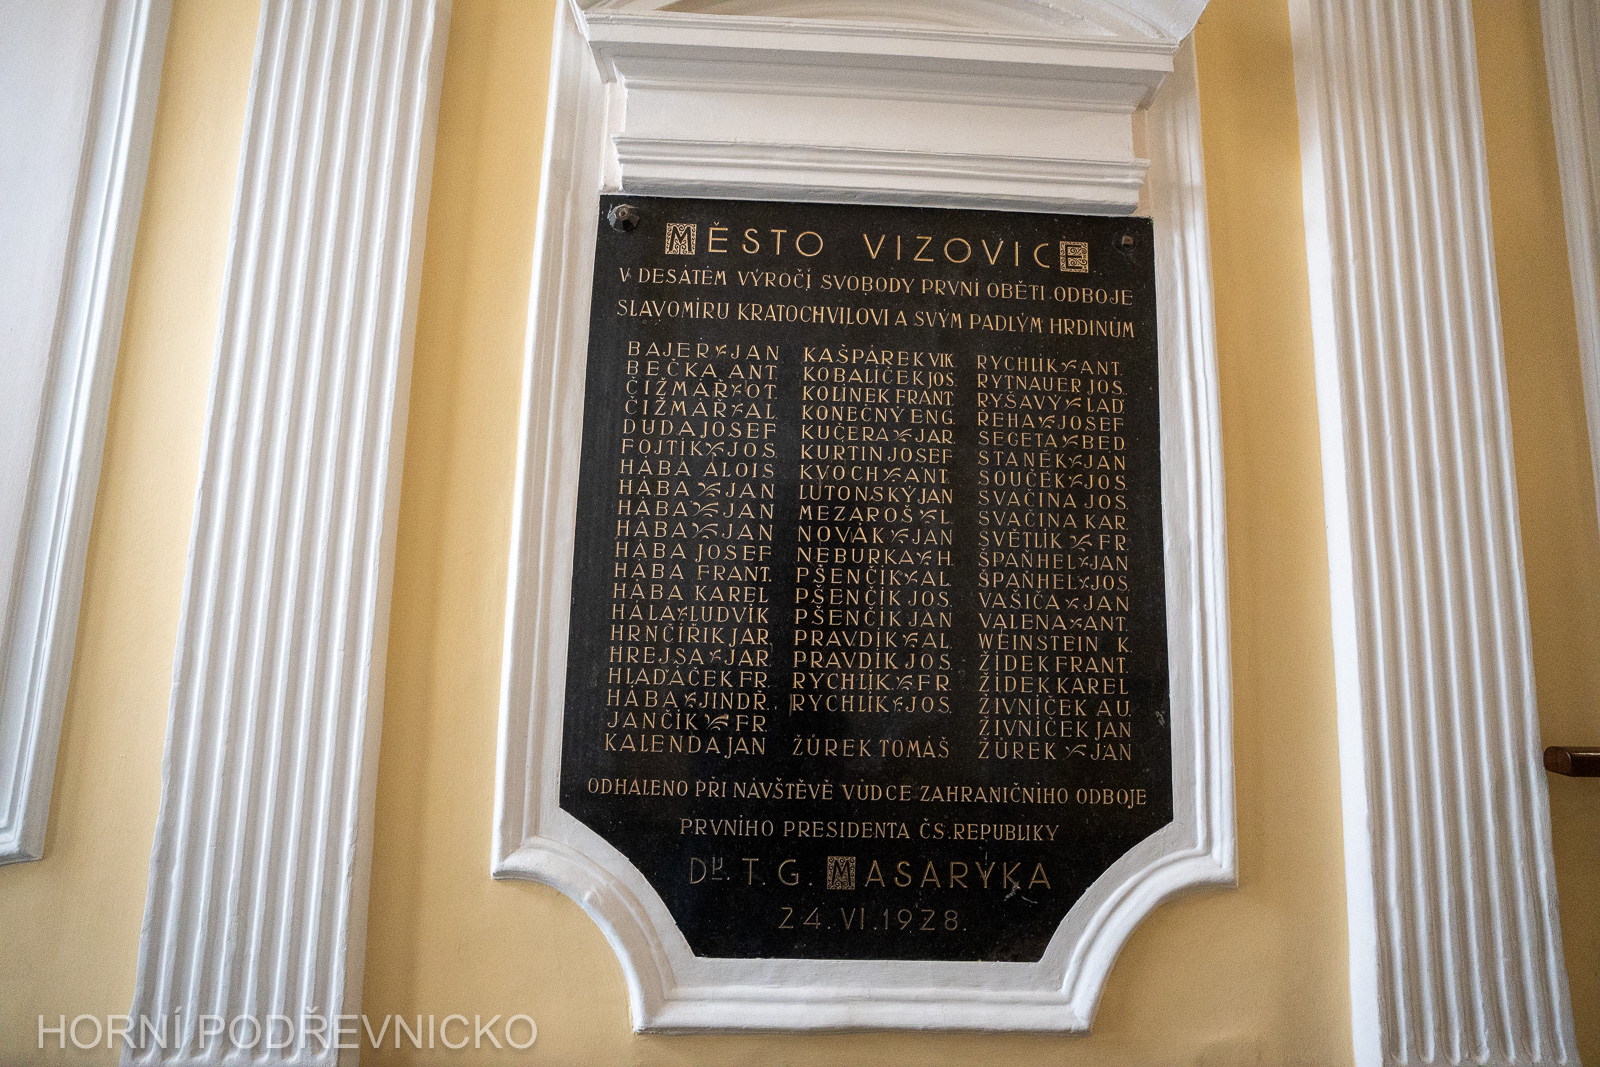 MĚSTO VIZOVICE
V DESÁTÉM VÝROČÍ SVOBODY PRVNÍ OBĚTI ODBOJE
SLAVOMÍRU KRATOCHVILOVI A SVÝM PADLÝM HRDINŮM
BAJER JAN
BEČKA ANT.
ČIŽMÁŘ OT.
ČIŽMÁŘ AL.
DUDA JOSEF
FOJTÍK JOS.
HÁBA ALOIS
HÁBA JAN
HÁBA JAN
HÁBA JAN
HÁBA JOSEF
HÁBA FRANT.
HÁBA KAREL
HÁLA LUDVÍK
HRNČÍŘIK JAR.
HREJSA JAR.
HLAĎÁČEK FR.
HÁBA JINDŘ.
JANČÍK FR.
KALENDA JAN
KAŠPÁREK VIK
KOBALÍČEK JOS.
KOLÍNEK FRANT.
KONEČNÝ ENG.
KUČERA JAR.
KURTIN JOSEF
KVOCH ANT.
LUTONSKÝ JAN
MEZAROŠ L.
NOVÁK JAN
NEBURKA H.
PŠENČÍK AL.
PŠENČÍK JOS.
PŠENČÍK JAN
PRAVDÍK AL.
PRAVDÍK JOS.
RYCHLÍK FR.
RYCHLÍK JOS.
ŽŮREK TOMÁŠ
RYCHLÍK ANT.
RYTNAUER JOS.
RYŠAVÝ LAD.
ŘEHA JOSEF
SEGETA BED.
STANĚK JAN
SOUČEK JOS.
SVAČINA JOS.
SVAČINA KAR.
SVĚTLÍK FR.
ŠPAŇHEL JAN
ŠPAŇHEL JOS.
VAŠIČA JAN
VALENA ANT.
WEINSTEIN K.
ŽÍDEK FRANT.
ŽÍDEK KAREL
ŽIVNÍČEK AU.
ŽIVNÍČEK JAN
ŽŮREK JAN
ODHALENO PŘI NÁVŠTĚVĚ VŮDCE ZAHRANIČNÍHO ODBOJE
PRVNÍHO PRESIDENTA ČS. REPUBLIKY
DR. T. G. MASARYKA
24. VI. 1928.
HORNÍ PODŘEVNICKO